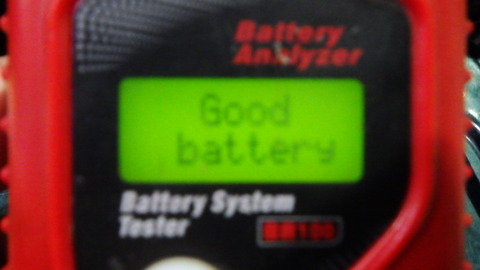 Battery
Analyzer
Good
battery
Battery System
Tester